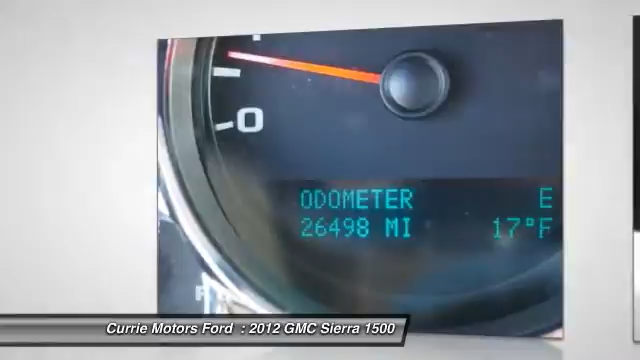 0
ODOMETER E
26498 MI 17°F
P
Currie Motors Ford : 2012 GMC Sierra 1500